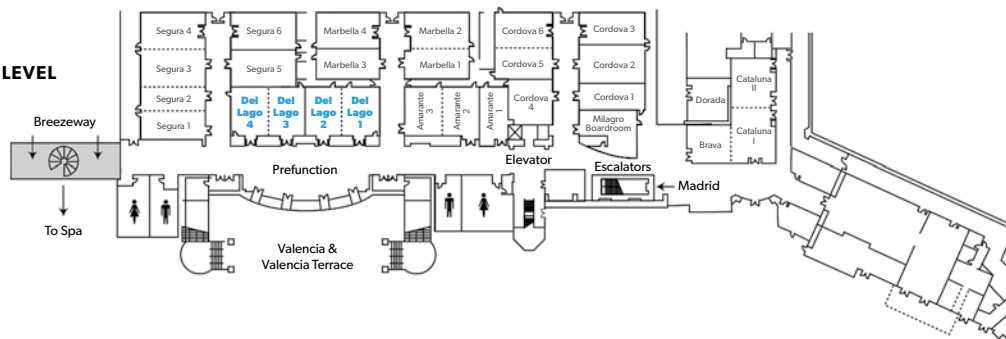 Segura 4
Segura 6
Marbella 4
Marbella 2
Cordova 6
Cordova 3
LEVEL
Segura 3
Segura 5
Marbella 3
Marbella 1
Cordova 5
Cordova 2
Cataluna
II
Segura 2
Del
Lago
4
Del
Lago
3
Del
Lago
2
Del
Lago
1
Amarante
3
Amarante
2
Amarante
1
Cordova
4
Cordova 1
Dorada
Breezeway
Segura 1
Milagro
Boardroom
Brava
Cataluna
I
Prefunction
Elevator
Escalators
Madrid
To Spa
Valencia &
Valencia Terrace